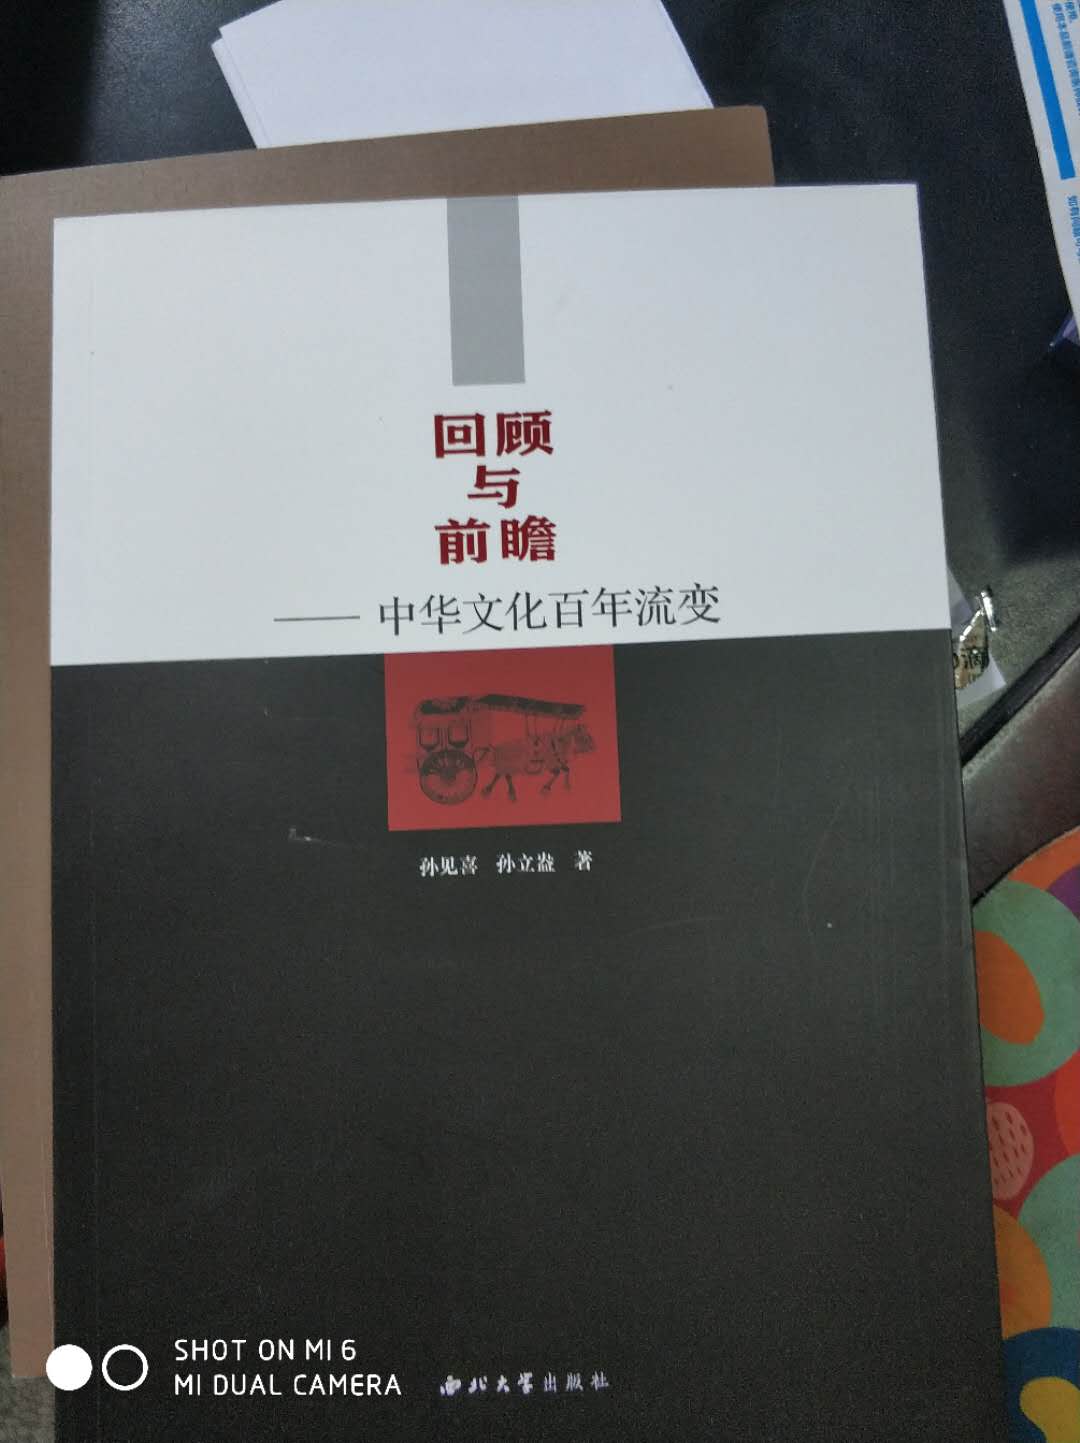 回顾
与
前瞻
——中华文化百年流变
孙见喜 孙立盎 著
SHOT ON MI 6
MI DUAL CAMERA
西北大学出版社